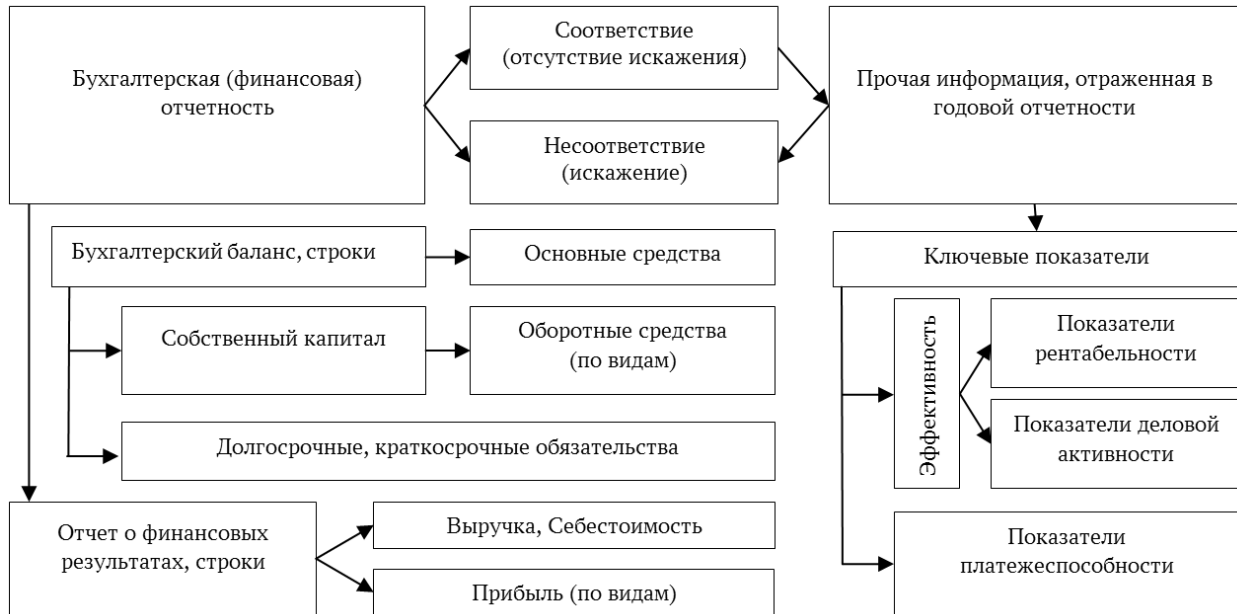 Бухгалтерская (финансовая)
отчетность
Соответствие
(отсутствие искажения)
Несоответствие
(искажение)
Прочая информация, отраженная в
годовой отчетности
Бухгалтерский баланс, строки
Основные средства
Собственный капитал
Оборотные средства
(по видам)
Долгосрочные, краткосрочные обязательства
Отчет о финансовых
результатах, строки
Выручка, Себестоимость
Прибыль (по видам)
Ключевые показатели
Эффективность
Показатели
рентабельности
Показатели деловой
активности
Показатели
платежеспособности